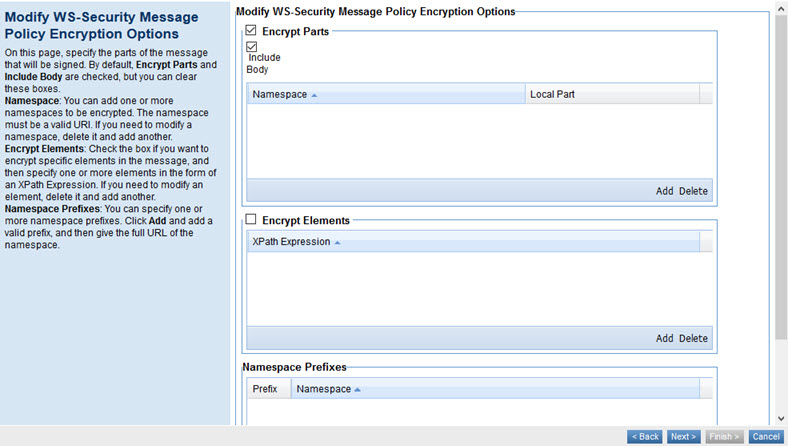 Modify WS-Security Message
Policy Encryption Options
On this page, specify the parts of the message
that will be signed. By default, Encrypt Parts and
Include Body are checked, but you can clear
these boxes.
Namespace: You can add one or more
namespaces to be encrypted. The namespace
must be a valid URI. If you need to modify a
namespace, delete it and add another.
Encrypt Elements: Check the box if you want to
encrypt specific elements in the message, and
then specify one or more elements in the form of
an XPath Expression. If you need to modify an
element, delete it and add another.
Namespace Prefixes: You can specify one or
more namespace prefixes. Click Add and add a
valid prefix, and then give the full URL of the
namespace.
Modify WS-Security Message Policy Encryption Options
Encrypt Parts
Include
Body
Namespace Local Part
Add Delete
Encrypt Elements
XPath Expression
Add Delete
Namespace Prefixes
Prefix Namespace
< Back Next > Finish > Cancel